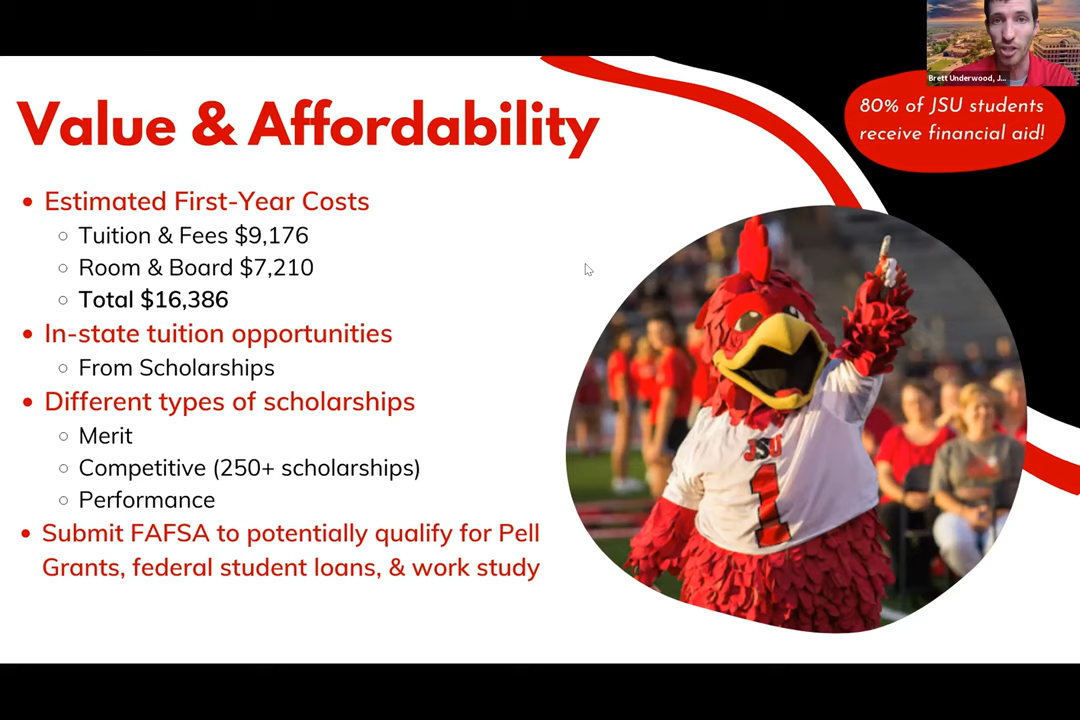 Brett Underwood, J...
Value & Affordability
80% of JSU students
receive financial aid!
• Estimated First-Year Costs
○ Tuition & Fees $9,176
○ Room & Board $7,210
○ Total $16,386
• In-state tuition opportunities
○ From Scholarships
• Different types of scholarships
○ Merit
○ Competitive (250+ scholarships)
○ Performance
• Submit FAFSA to potentially qualify for Pell
Grants, federal student loans, & work study
JSU
1